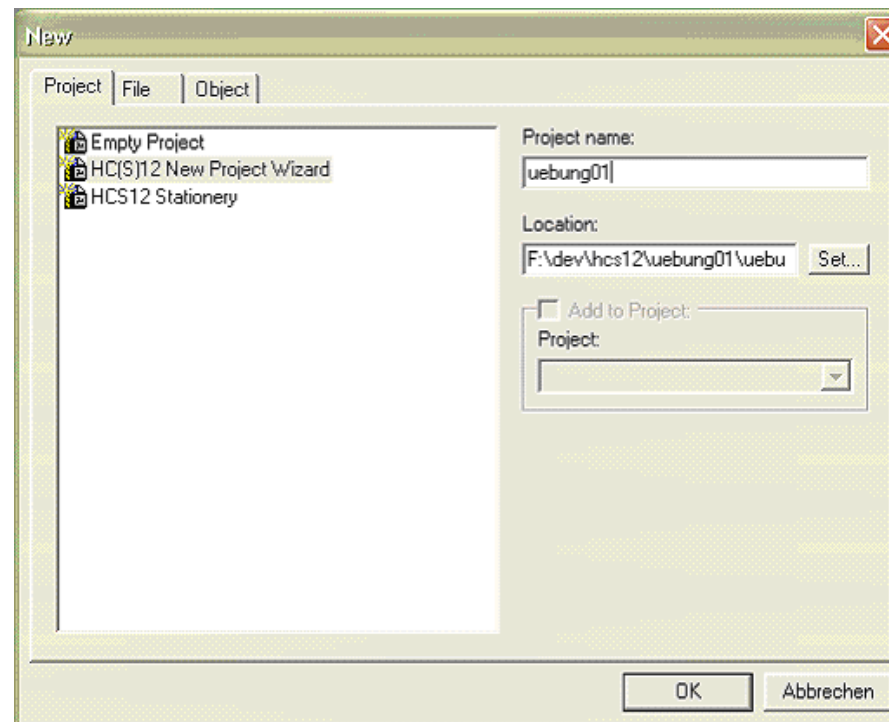 New
Project File Object
Empty Project
HC(S)12 New Project Wizard
HCS12 Stationery
Project name:
uebung01
Location:
F:\dev\hcs12\uebung01\uebu Set...
Add to Project:
Project:
OK Abbrechen